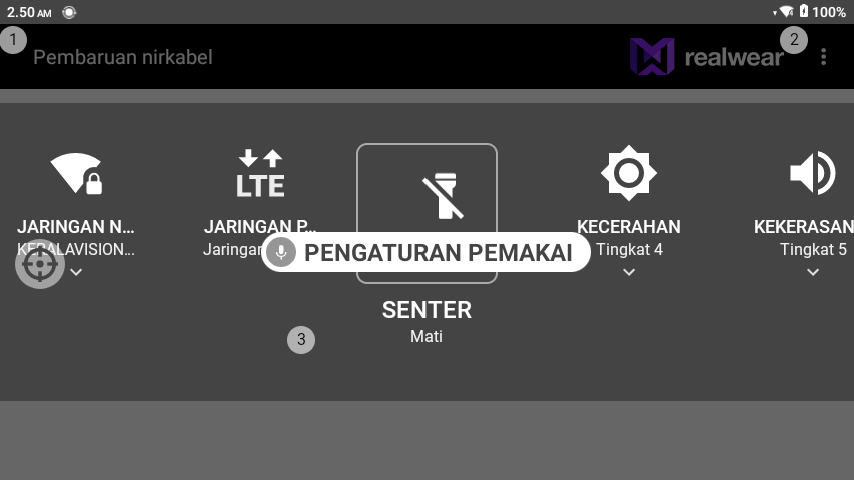 2.50 AM
100%
1
Pembaruan nirkabel
realwear
2
LTE
JARINGAN N...
KERALAVISION...
JARINGAN P...
Jaringan
KECERAHAN
Tingkat 4
KEKERASAN
Tingkat 5
PENGATURAN PEMAKAI
SENTER
Mati
3